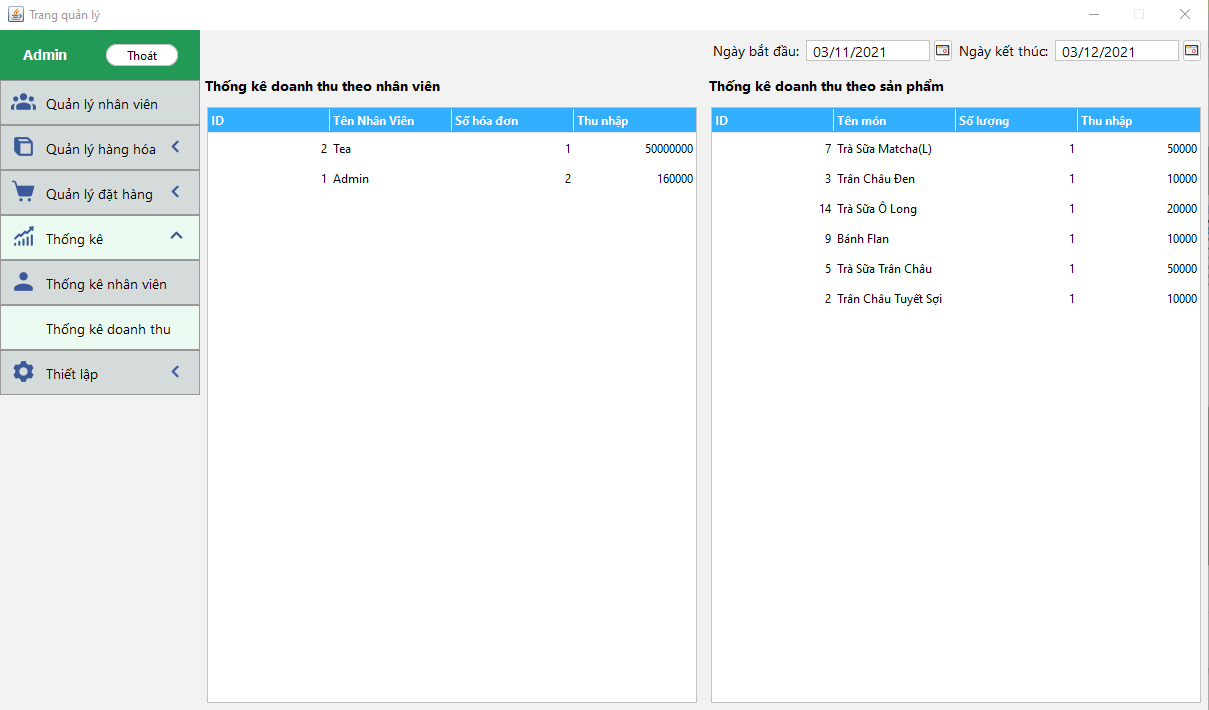 Trang quản lý
Admin Thoát
Quản lý nhân viên
Quản lý hàng hóa
Quản lý đặt hàng
Thống kê
Thống kê nhân viên
Thống kê doanh thu
Thiết lập
Ngày bắt đầu: 03/11/2021 Ngày kết thúc: 03/12/2021
Thống kê doanh thu theo nhân viên
ID Tên Nhân Viên Số hóa đơn Thu nhập
2 Tea 1 50000000
1 Admin 2 160000
Thống kê doanh thu theo sản phẩm
ID Tên món Số lượng Thu nhập
7 Trà Sữa Matcha(L) 1 50000
3 Trân Châu Đen 1 10000
14 Trà Sữa Ô Long 1 20000
9 Bánh Flan 1 10000
5 Trà Sữa Trân Châu 1 50000
2 Trân Châu Tuyết Sợi 1 10000